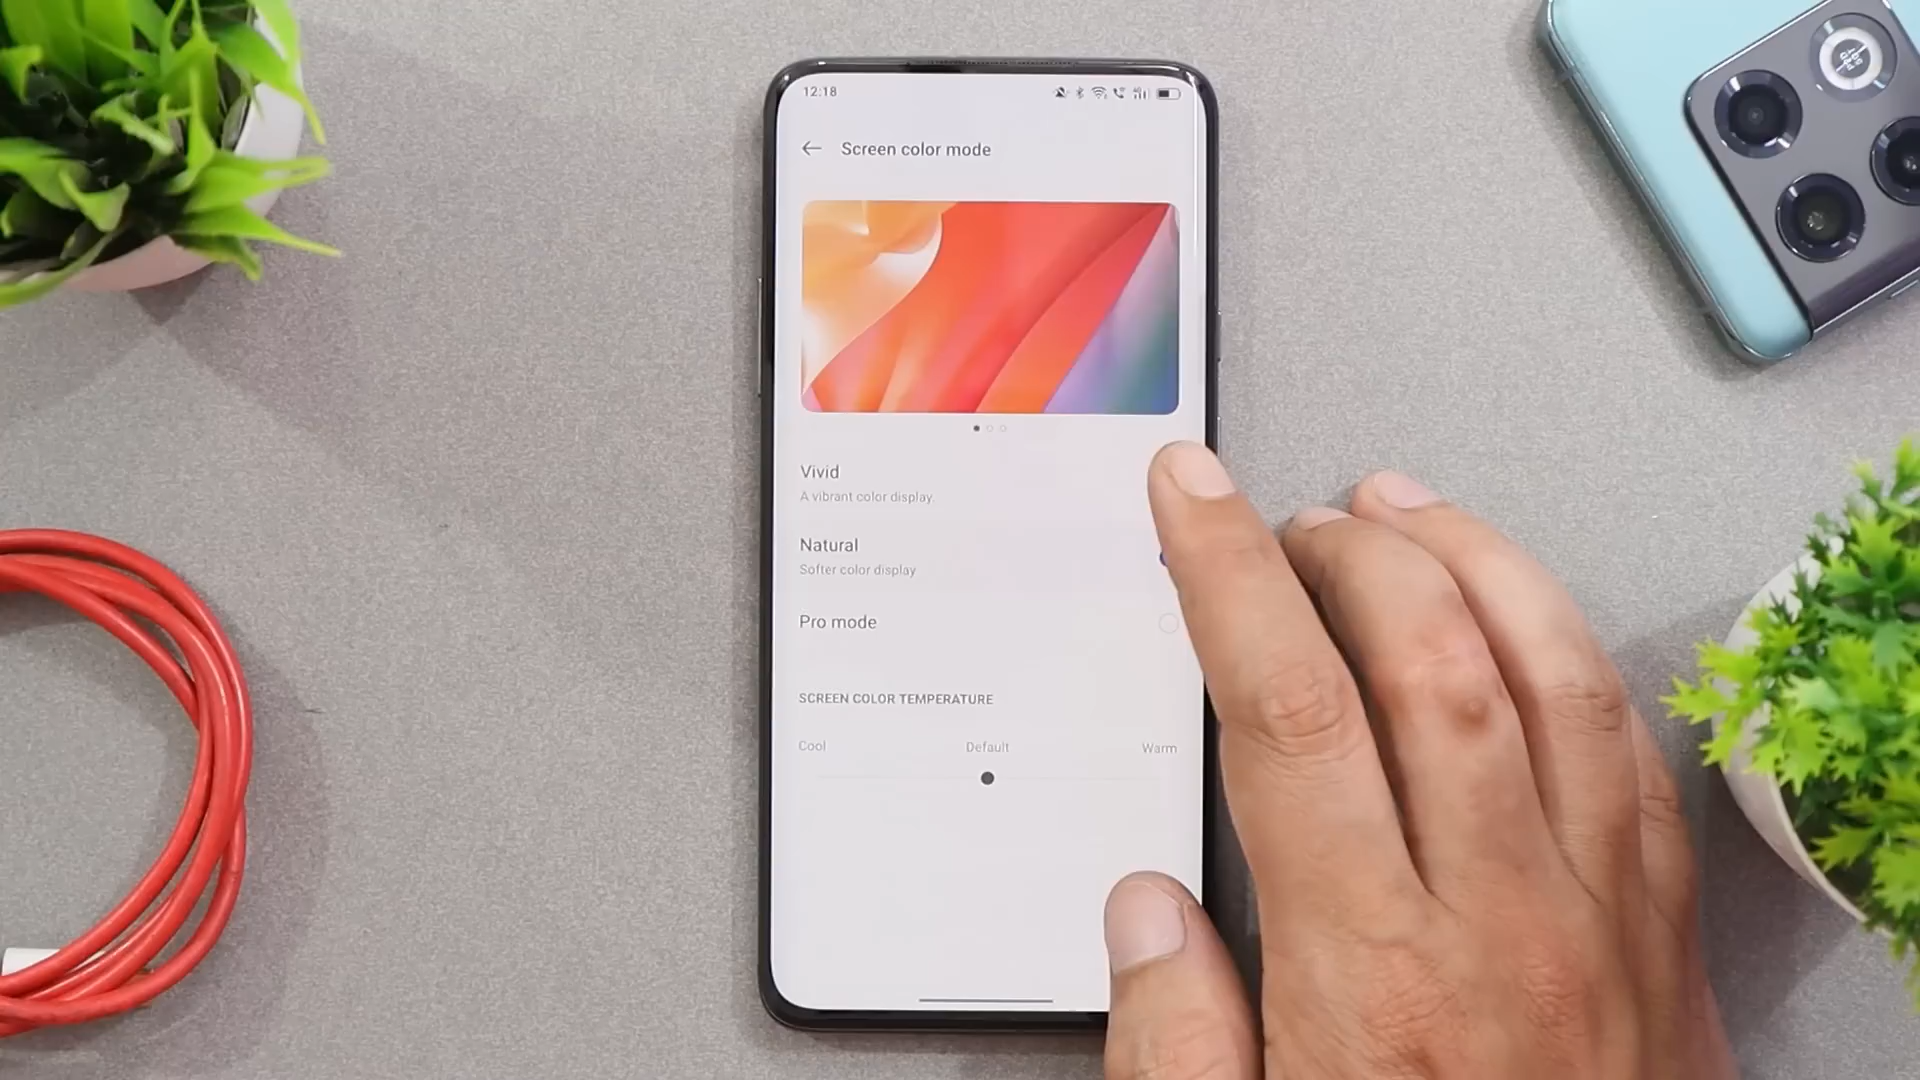 12:18
Screen color mode
Vivid
A vibrant color display.
Natural
Softer color display
Pro mode
SCREEN COLOR TEMPERATURE
Cool Default Warm